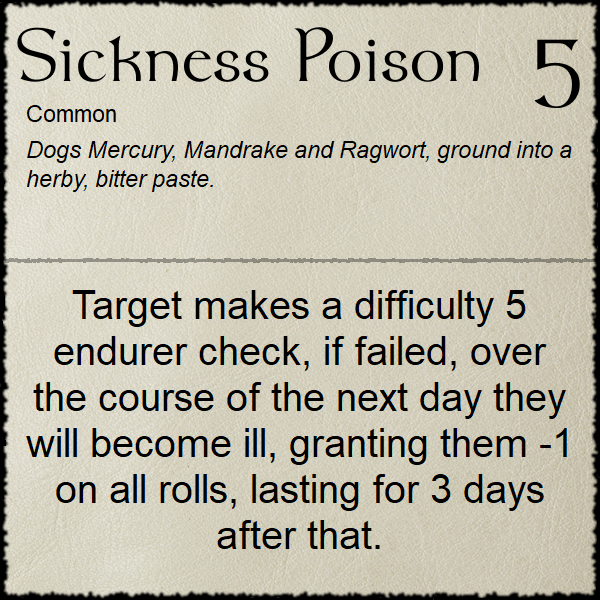 Sickness Poison 5
Common
Dogs Mercury, Mandrake and Ragwort, ground into a
herby, bitter paste.
Target makes a difficulty 5
endurer check, if failed, over
the course of the next day they
will become ill, granting them -1
on all rolls, lasting for 3 days
after that.